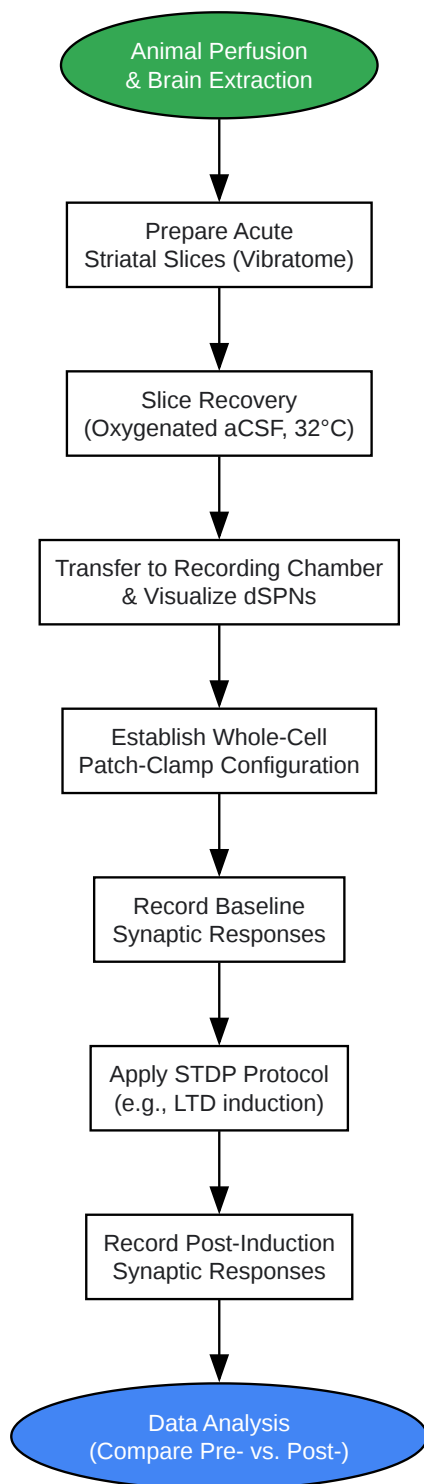 Animal Perfusion
& Brain Extraction
Prepare Acute
Striatal Slices (Vibratome)
Slice Recovery
(Oxygenated aCSF, 32°C)
Transfer to Recording Chamber
& Visualize dSPNs
Establish Whole-Cell
Patch-Clamp Configuration
Record Baseline
Synaptic Responses
Apply STDP Protocol
(e.g., LTD induction)
Record Post-Induction
Synaptic Responses
Data Analysis
(Compare Pre- vs. Post-)